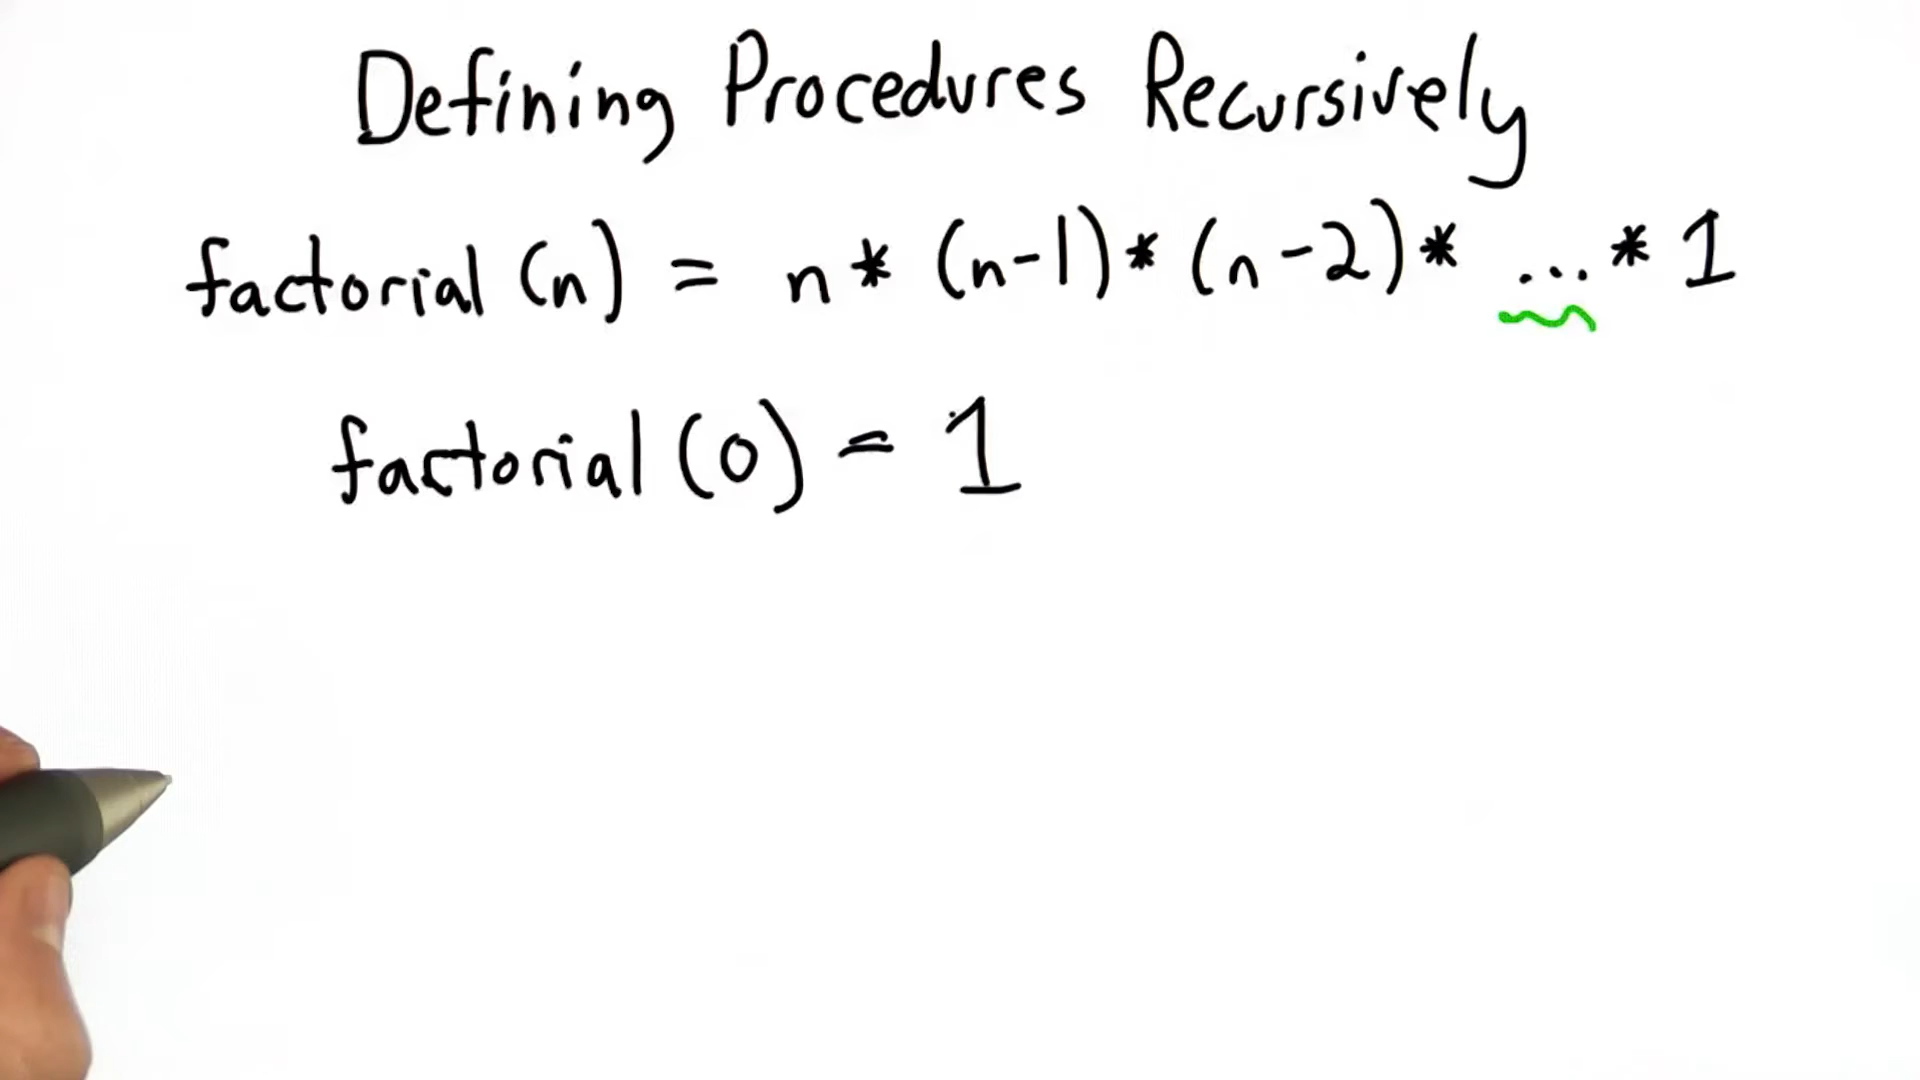 Defining Procedures Recursively
factorial (n) = n * (n-1) * (n-2) * ... * 1
factorial (0) = 1